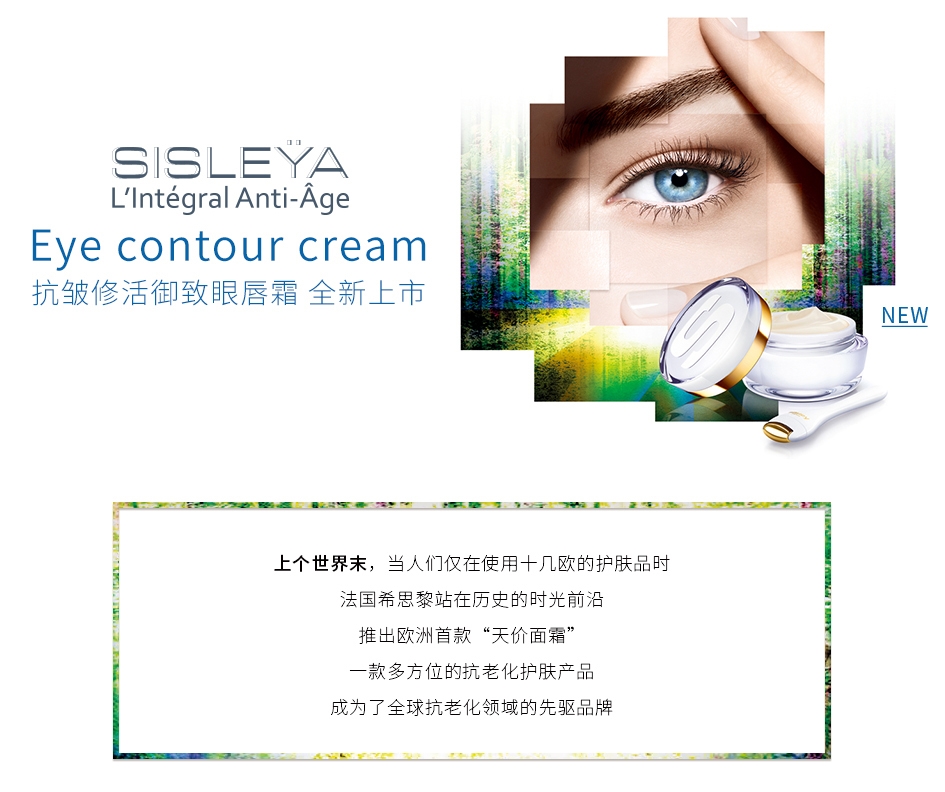 SISLEŸA
L'Intégral Anti-Âge
Eye contour cream
抗皱修活御致眼唇霜 全新上市
NEW
上个世界末，当人们仅在使用十几欧的护肤品时
法国希思黎站在历史的时光前沿
推出欧洲首款“天价面霜”
一款多方位的抗老化护肤产品
成为了全球抗老化领域的先驱品牌